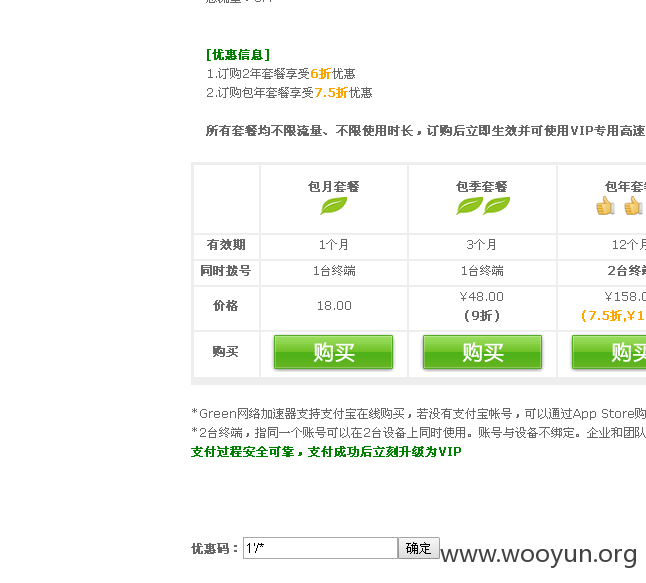 [优惠信息]
1.订购2年套餐享受6折优惠
2.订购包年套餐享受7.5折优惠
所有套餐均不限流量、不限使用时长，订购后立即生效并可使用VIP专用高速
包月套餐 包季套餐 包年套
有效期 1个月 3个月 12个月
同时拨号 1台终端 1台终端 2台终
价格 18.00 ￥48.00 (9折) ￥158.0 (7.5折,￥1
购买 购买 购买 购买
*Green网络加速器支持支付宝在线购买，若没有支付宝帐号，可以通过App Store购
*2台终端，指同一个账号可以在2台设备上同时使用。账号与设备不绑定。企业和团队
支付过程安全可靠，支付成功后立刻升级为VIP
优惠码：1'/* 确定
www.wooyun.org